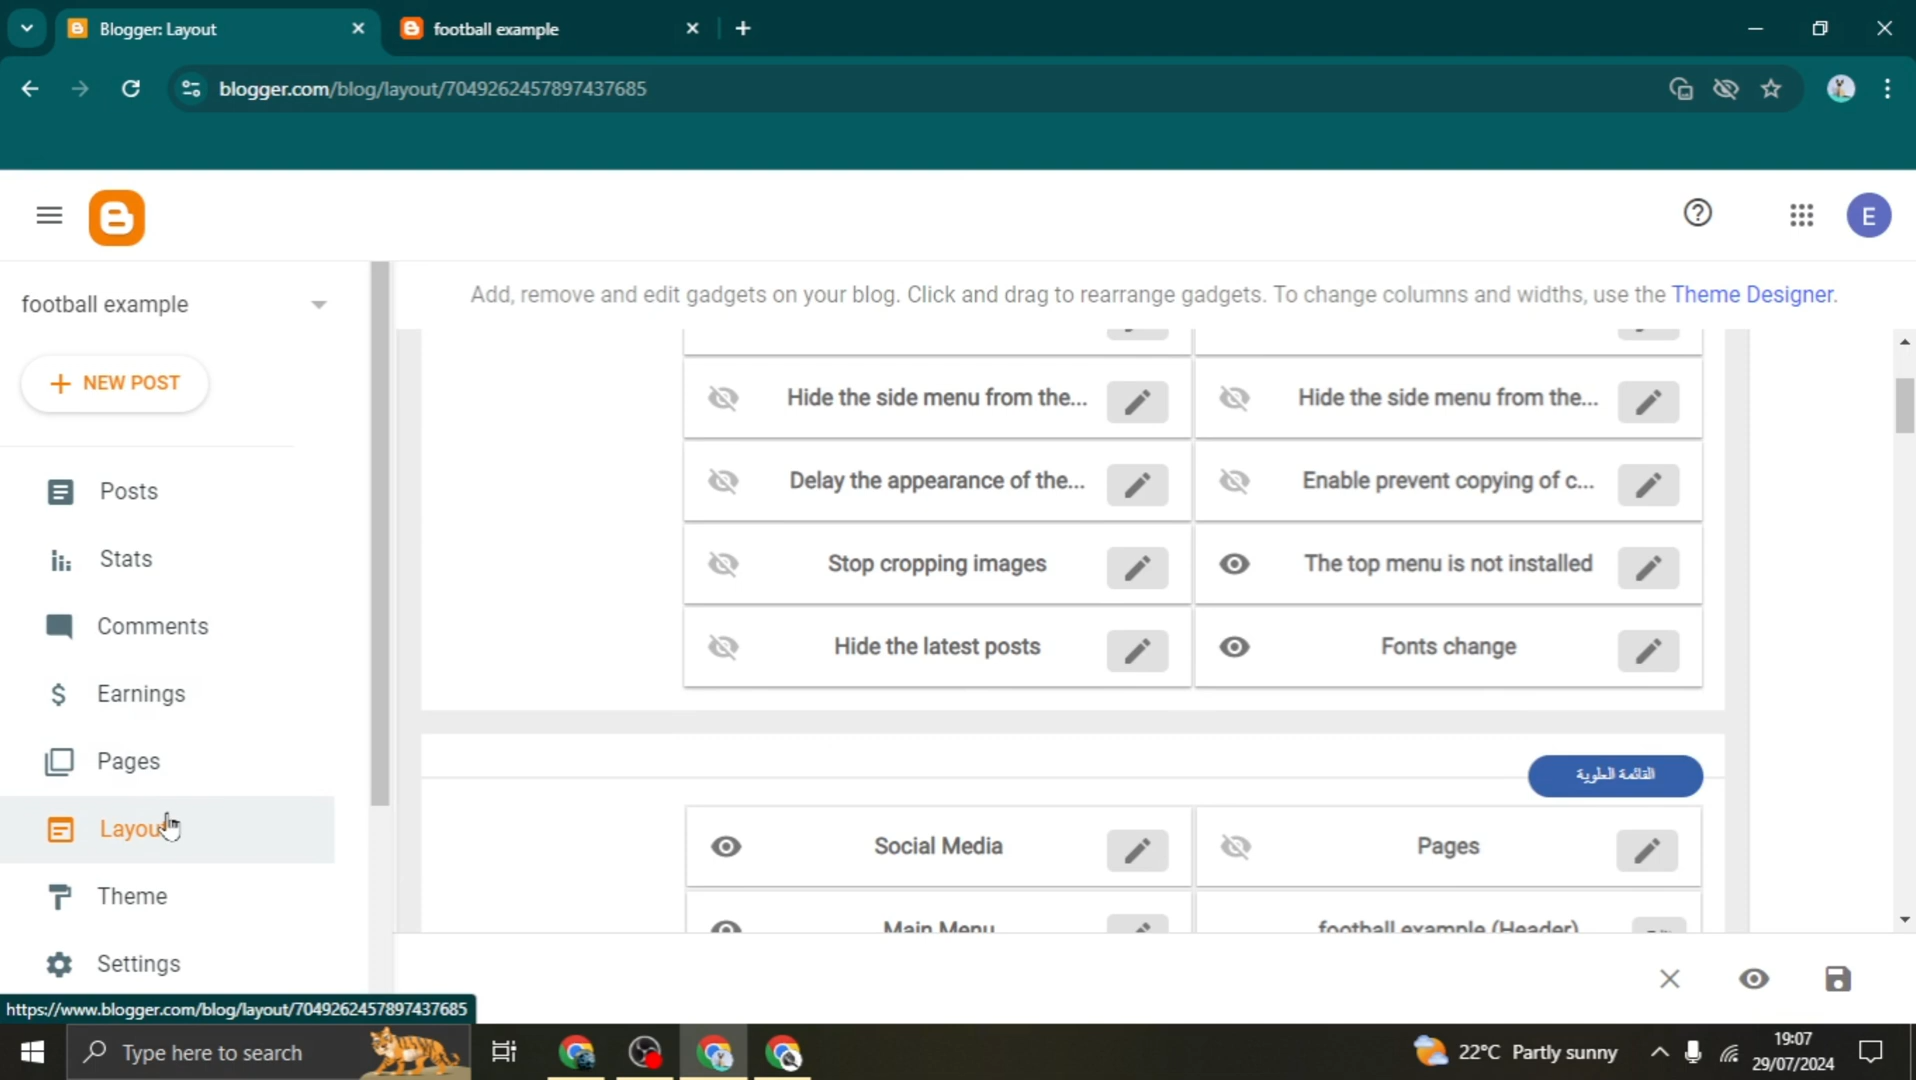 Blogger: Layout
football example
blogger.com/blog/layout/7049262457897437685
football example
NEW POST
Posts
Stats
Comments
Earnings
Pages
Layout
Theme
Settings
Add, remove and edit gadgets on your blog. Click and drag to rearrange gadgets. To change columns and widths, use the Theme Designer.
E
Hide the side menu from the...
Hide the side menu from the...
Delay the appearance of the...
Enable prevent copying of c...
Stop cropping images
The top menu is not installed
Hide the latest posts
Fonts change
القائمة العلوية
Social Media
Pages
Main Menu
football example (Header)
https://www.blogger.com/blog/layout/7049262457897437685
Type here to search
22°C Partly sunny
19:07
29/07/2024